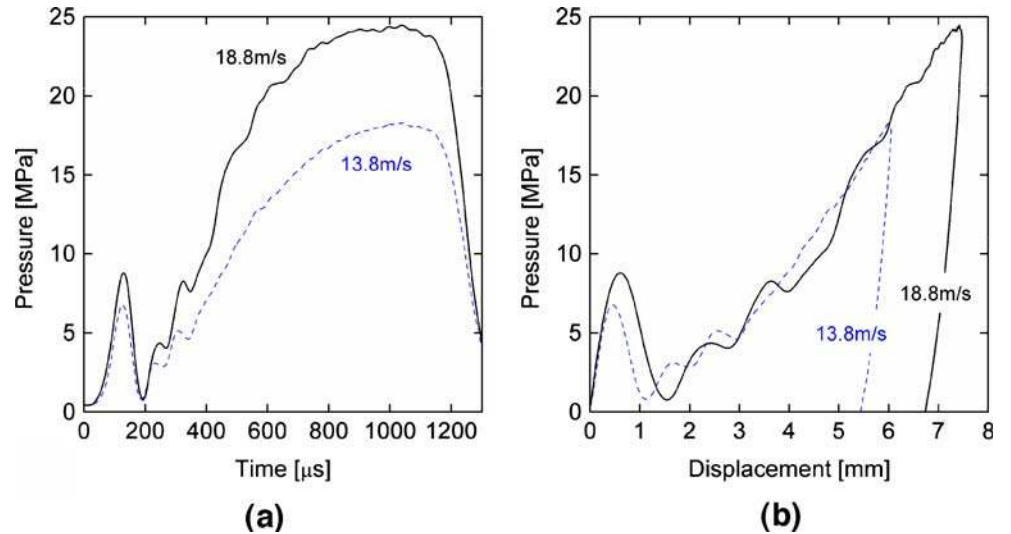 25
20
15
10
5
0
Pressure [MPa]
18.8m/s
13.8m/s
0 200 400 600 800 1000 1200
Time [μs]
(a)
25
20
15
10
5
0
Pressure [MPa]
18.8m/s
13.8m/s
0 1 2 3 4 5 6 7 8
Displacement [mm]
(b)